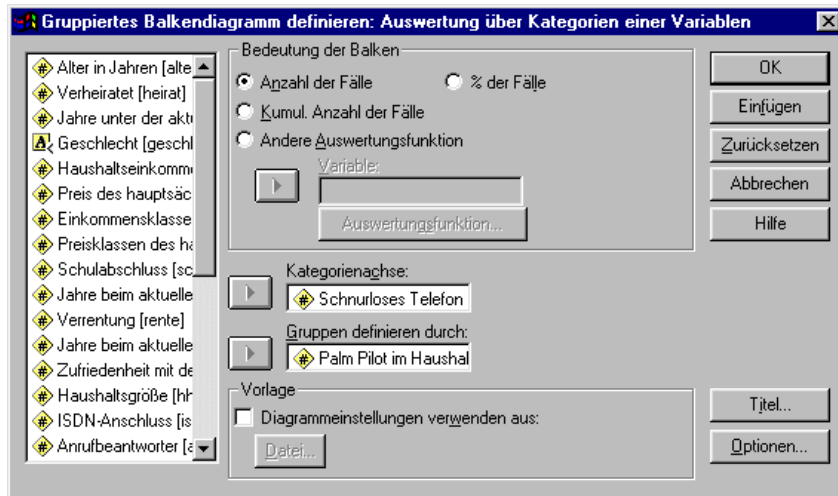 Gruppiertes Balkendiagramm definieren: Auswertung über Kategorien einer Variablen
Alter in Jahren [alte
Verheiratet [heirat]
Jahre unter der aktu
Geschlecht [geschl
Haushaltseinkomme
Preis des hauptsäc
Einkommensklasse
Preisklassen des ha
Schulabschluss [sc
Jahre beim aktuelle
Verrentung [rente]
Jahre beim aktuelle
Zufriedenheit mit de
Haushaltsgröße [hh
ISDN-Anschluss [is
Anrufbeantworter [a
Bedeutung der Balken
Anzahl der Fälle
% der Fälle
Kumul. Anzahl der Fälle
Andere Auswertungsfunktion
Variable:
Auswertungsfunktion...
Kategorienachse:
Schnurloses Telefon
Gruppen definieren durch:
Palm Pilot im Haushal
Vorlage
Diagrammeinstellungen verwenden aus:
Datei...
OK
Einfügen
Zurücksetzen
Abbrechen
Hilfe
Titel...
Optionen...